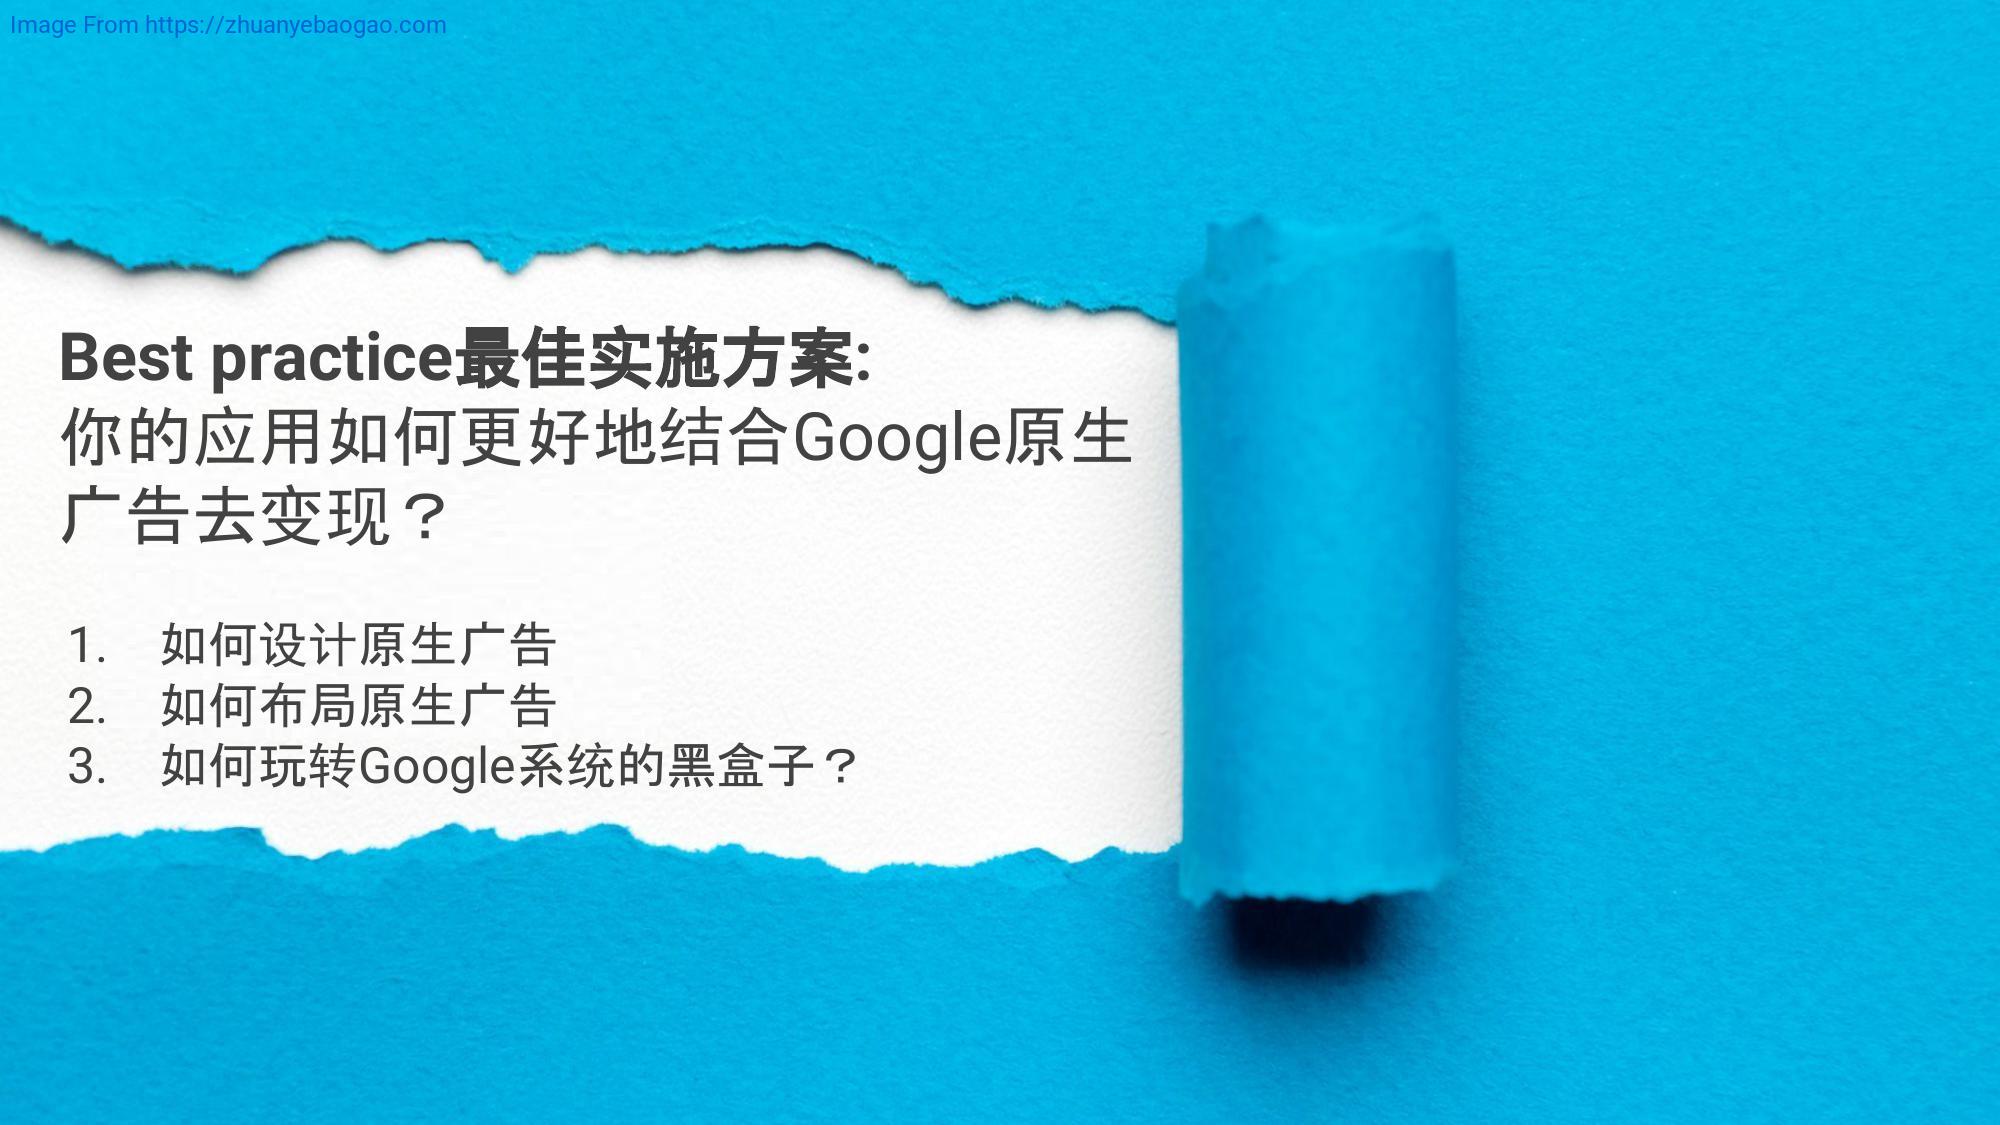 Image From https://zhuanyebaogao.com
Best practice最佳实施方案:
你的应用如何更好地结合Google原生
广告去变现？
1. 如何设计原生广告
2. 如何布局原生广告
3. 如何玩转Google系统的黑盒子？